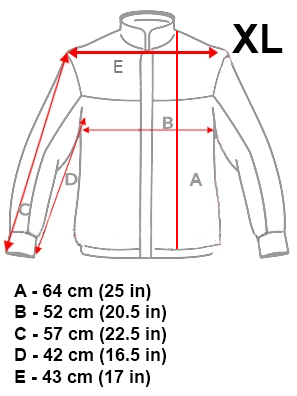 XL
E
B
D
A
C
A - 64 cm (25 in)
B - 52 cm (20.5 in)
C - 57 cm (22.5 in)
D - 42 cm (16.5 in)
E - 43 cm (17 in)